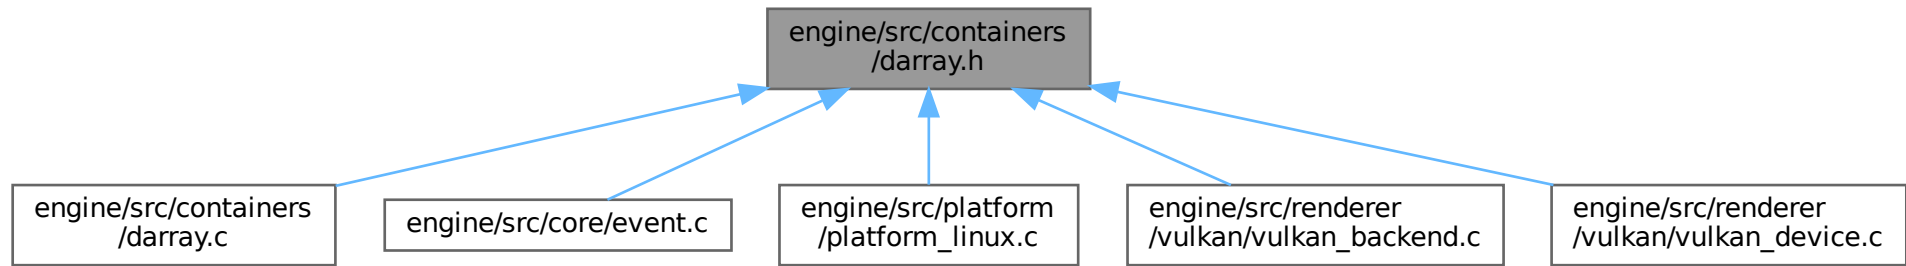 engine/src/containers
/darray.h
engine/src/containers
/darray.c
engine/src/core/event.c
engine/src/platform
/platform_linux.c
engine/src/renderer
/vulkan/vulkan_backend.c
engine/src/renderer
/vulkan/vulkan_device.c